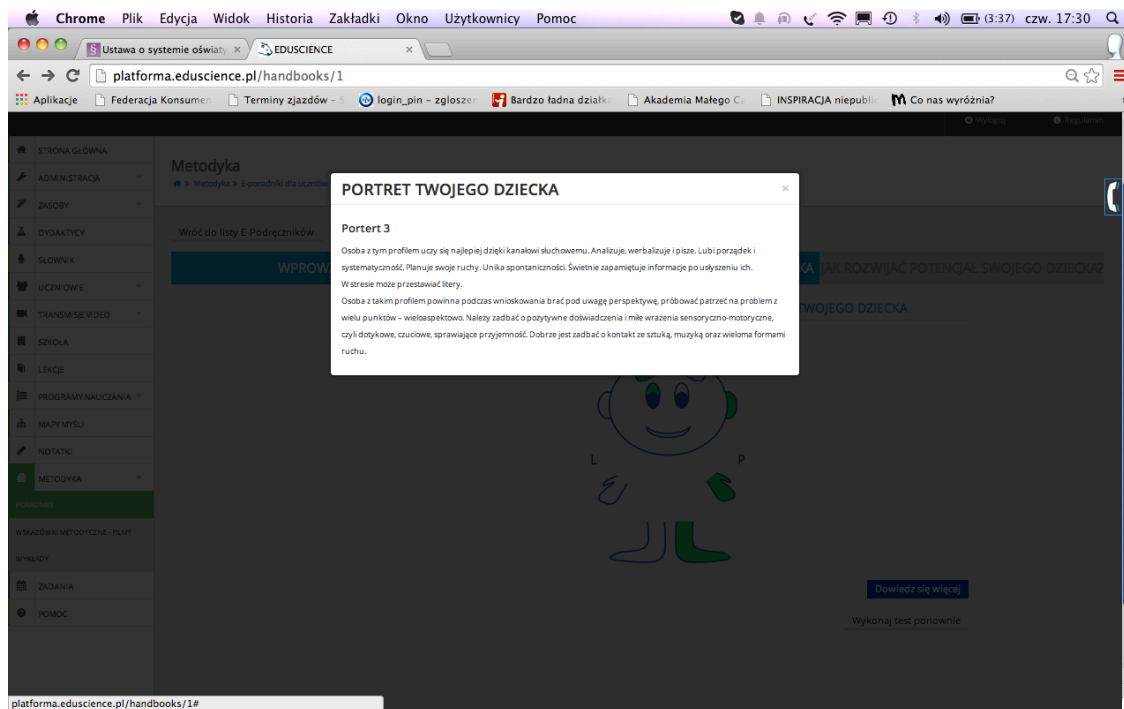 Chrome Plik Edycja Widok Historia Zakładki Okno Użytkownicy Pomoc (3:37) czw. 17:30
Ustawa o systemie oświaty EDUSCIENCE
platforma.eduscience.pl/handbooks/1
Aplikacje Federacja Konsumen Terminy zjazdów – S login_pin – zgloszen Bardzo ładna działka Akademia Małego Cz INSPIRACJA niepublic Co nas wyróżnia?
Wyloguj Regulamin
STRONA GŁÓWNA
ADMINISTRACJA
ZASOBY
DYDAKTYCY
SŁOWNIK
UCZNIOWIE
TRANSMISJE VIDEO
SZKOŁA
LEKCJE
PROGRAMY NAUCZANIA
MAPY MYŚLI
NOTATKI
METODYKA
PORADNIKI
WSKAZÓWKI METODYCZNE - FILMY
WYKŁADY
ZADANIA
POMOC
Metodyka
Metodyka > E-poradniki dla uczniów
Wróć do listy E-Podręczników
WPROW
KA JAK ROZWIJAĆ POTENCJAŁ SWOJEGO DZIECKA?
TWOJEGO DZIECKA
PORTRET TWOJEGO DZIECKA ×
Portert 3
Osoba z tym profilem uczy się najlepiej dzięki kanałowi słuchowemu. Analizuje, werbalizuje i pisze. Lubi porządek i
systematyczność. Planuje swoje ruchy. Unika spontaniczności. Świetnie zapamiętuje informacje po usłyszeniu ich.
W stresie może przestawiać litery.
Osoba z takim profilem powinna podczas wnioskowania brać pod uwagę perspektywę, próbować patrzeć na problem z
wielu punktów – wieloaspektowo. Należy zadbać o pozytywne doświadczenia i miłe wrażenia sensoryczno-motoryczne,
czyli dotykowe, czuciowe, sprawiające przyjemność. Dobrze jest zadbać o kontakt ze sztuką, muzyką oraz wieloma formami
ruchu.
L P
Dowiedz się więcej
Wykonaj test ponownie
platforma.eduscience.pl/handbooks/1#